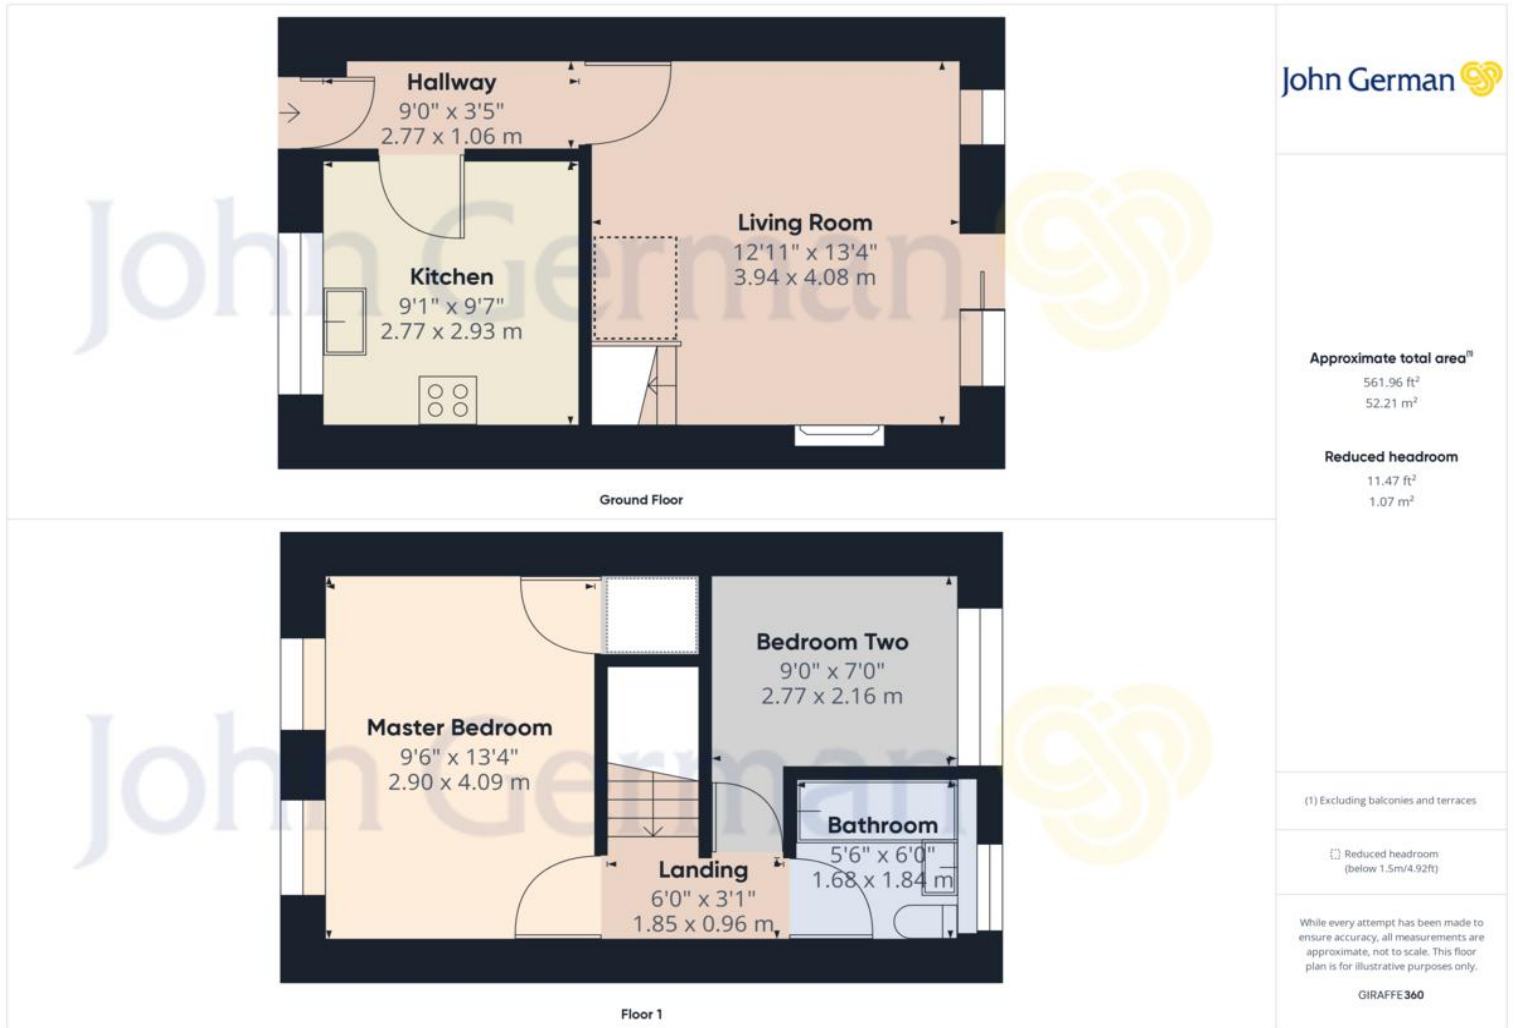 Hallway
9'0" x 3'5"
2.77 x 1.06 m
Kitchen
9'1" x 9'7"
2.77 x 2.93 m
Living Room
12'11" x 13'4"
3.94 x 4.08 m
John German
Ground Floor
Master Bedroom
9'6" x 13'4"
2.90 x 4.09 m
Bedroom Two
9'0" x 7'0"
2.77 x 2.16 m
Bathroom
5'6" x 6'0"
1.68 x 1.84 m
Landing
6'0" x 3'1"
1.85 x 0.96 m
John German
Floor 1
John German
Approximate total area⁽¹⁾
561.96 ft²
52.21 m²
Reduced headroom
11.47 ft²
1.07 m²
(1) Excluding balconies and terraces
Reduced headroom
(below 1.5m/4.92ft)
While every attempt has been made to
ensure accuracy, all measurements are
approximate, not to scale. This floor
plan is for illustrative purposes only.
GIRAFFE360